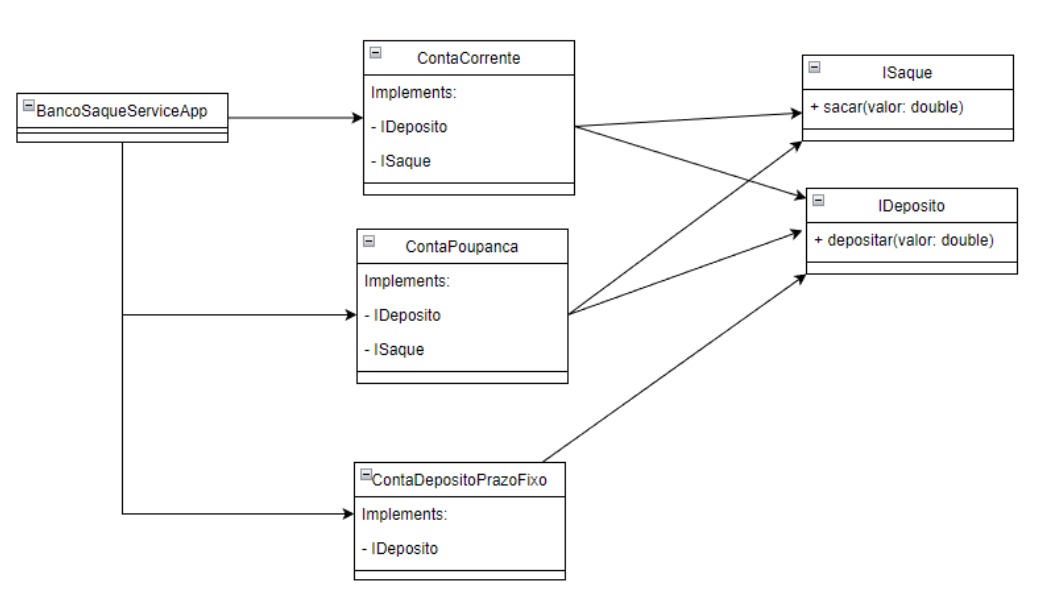 BancoSaqueServiceApp
ContaCorrente
Implements:
- IDeposito
- ISaque
ContaPoupanca
Implements:
- IDeposito
- ISaque
ContaDepositoPrazoFixo
Implements:
- IDeposito
ISaque
+ sacar(valor: double)
IDeposito
+ depositar(valor: double)